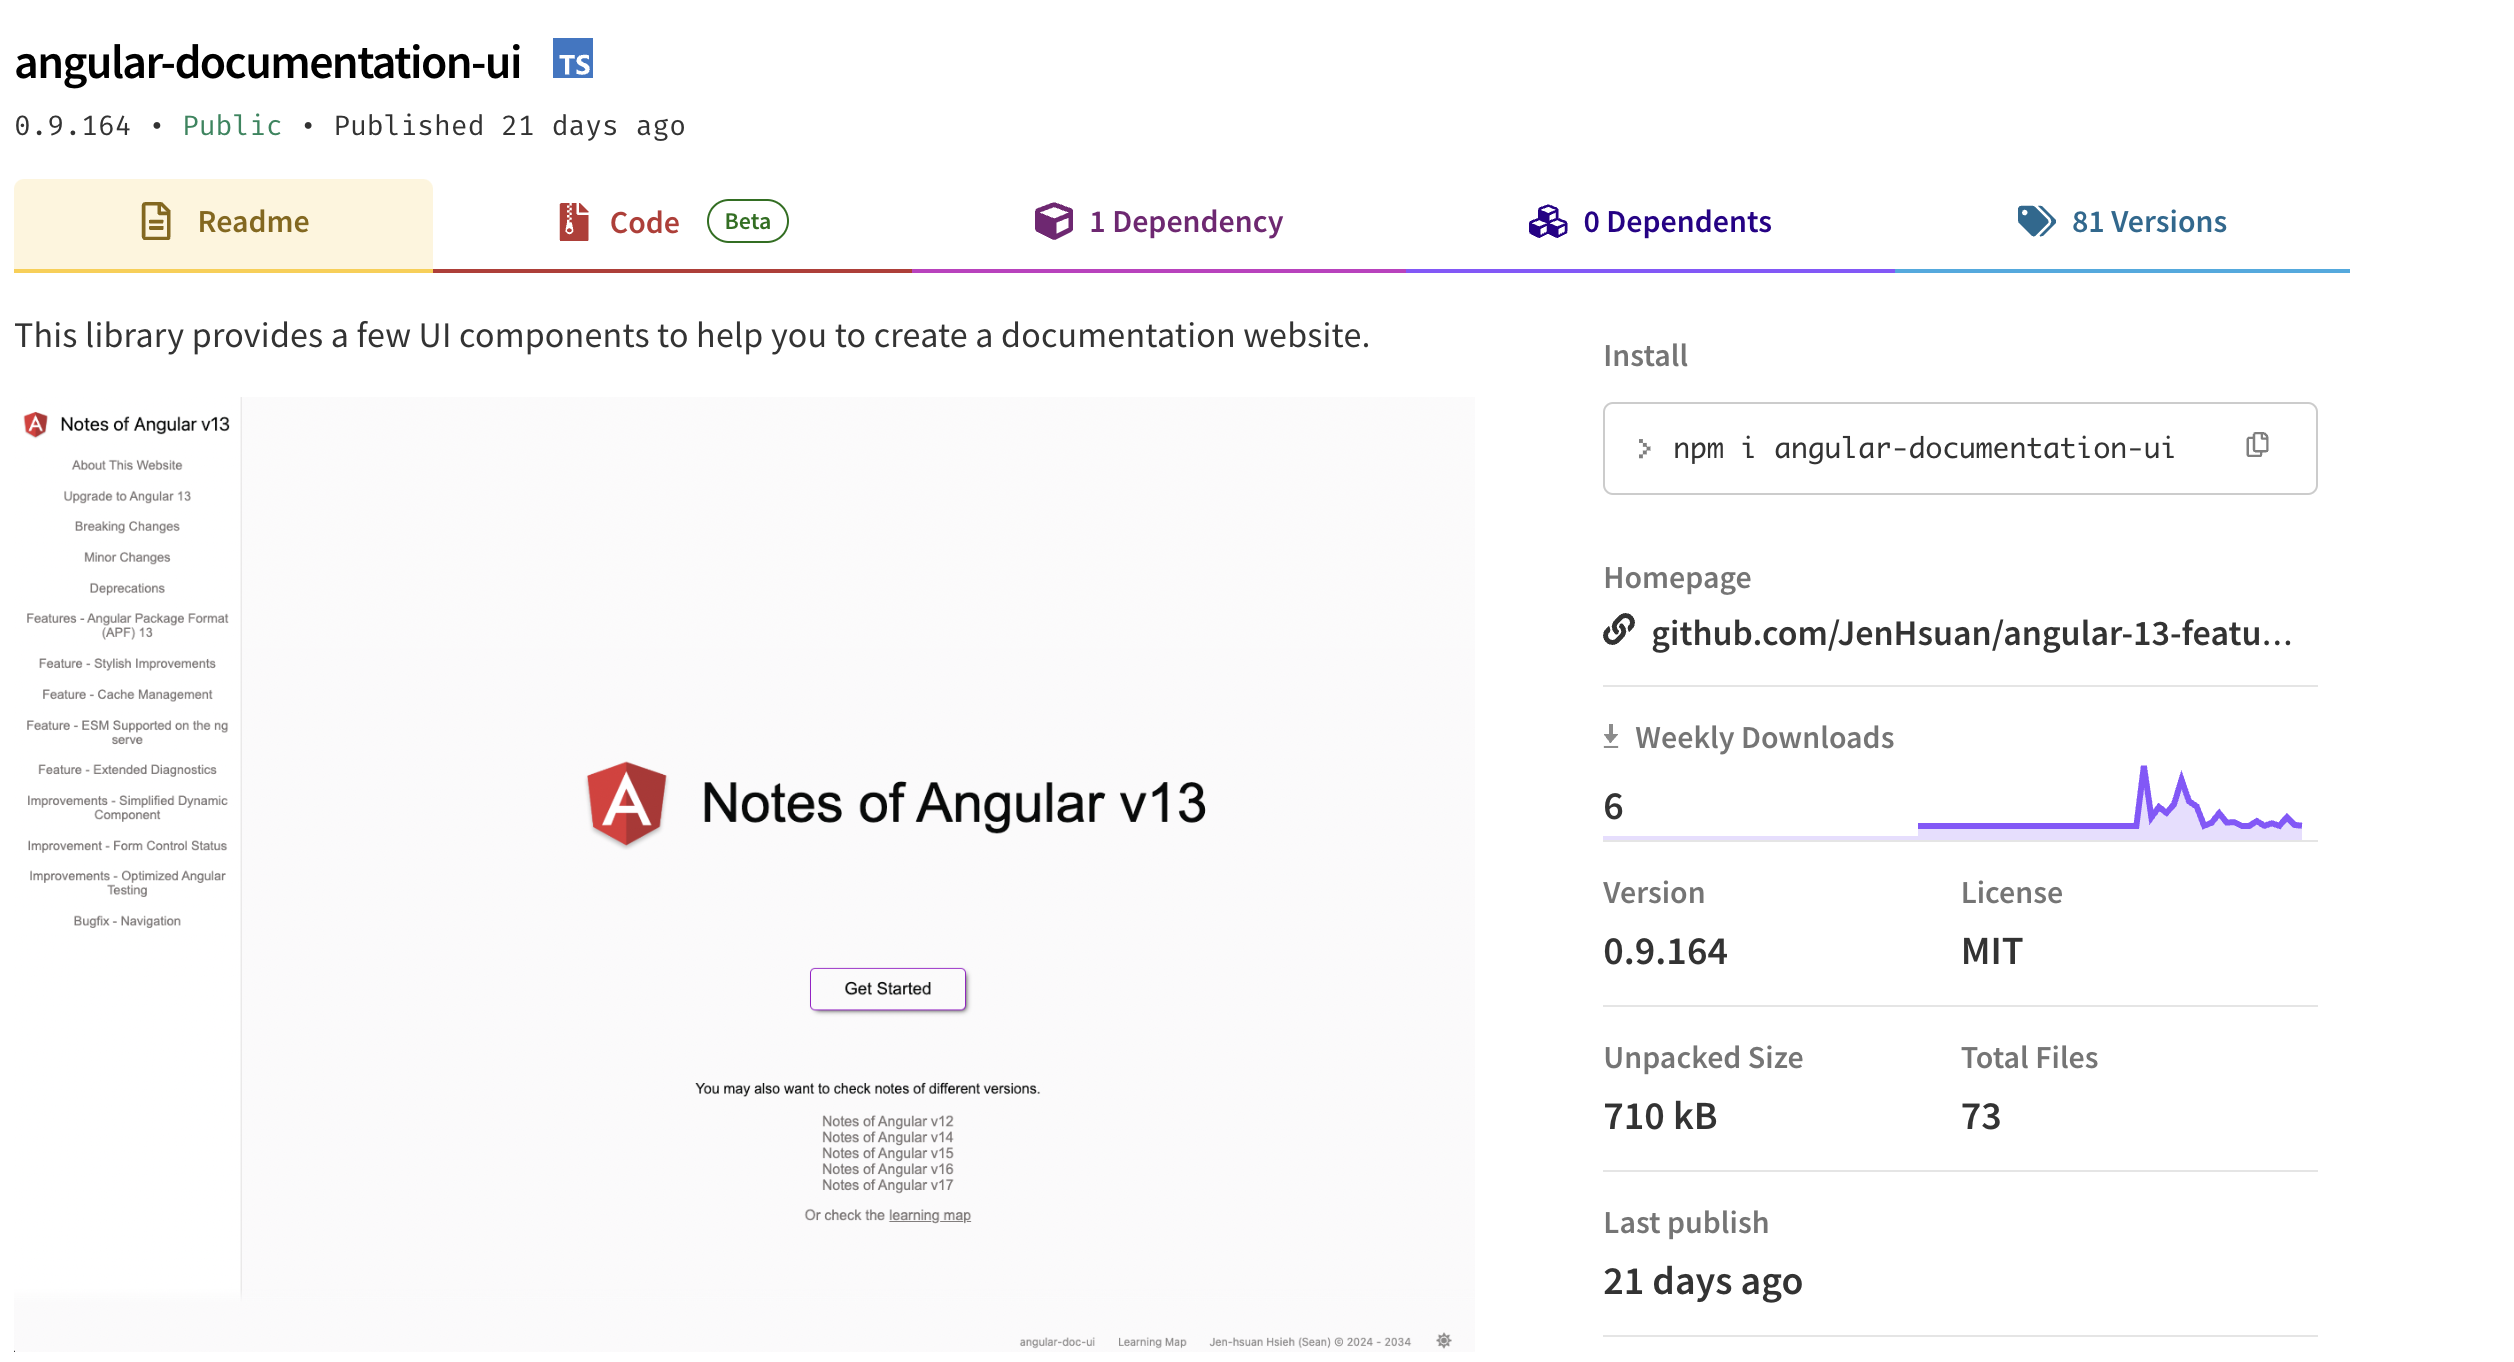 angular-documentation-ui TS
0.9.164 • Public • Published 21 days ago
Readme
Code Beta
1 Dependency
0 Dependents
81 Versions
This library provides a few UI components to help you to create a documentation website.
Notes of Angular v13
About This Website
Upgrade to Angular 13
Breaking Changes
Minor Changes
Deprecations
Features - Angular Package Format
(APF) 13
Feature - Stylish Improvements
Feature - Cache Management
Feature - ESM Supported on the ng
serve
Feature - Extended Diagnostics
Improvements - Simplified Dynamic
Component
Improvement - Form Control Status
Improvements - Optimized Angular
Testing
Bugfix - Navigation
Notes of Angular v13
Get Started
You may also want to check notes of different versions.
Notes of Angular v12
Notes of Angular v14
Notes of Angular v15
Notes of Angular v16
Notes of Angular v17
Or check the learning map
angular-doc-ui
Learning Map
Jen-hsuan Hsieh (Sean) © 2024 - 2034
Install
npm i angular-documentation-ui
Homepage
github.com/JenHsuan/angular-13-featu...
Weekly Downloads
6
Version
0.9.164
License
MIT
Unpacked Size
710 kB
Total Files
73
Last publish
21 days ago